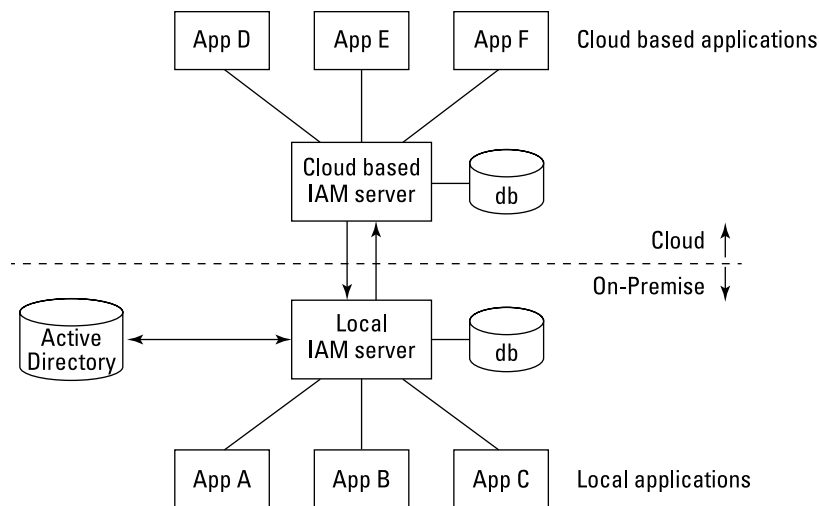 App D
App E
App F
Cloud based applications
Cloud based
IAM server
db
Cloud
On-Premise
Active
Directory
Local
IAM server
db
App A
App B
App C
Local applications